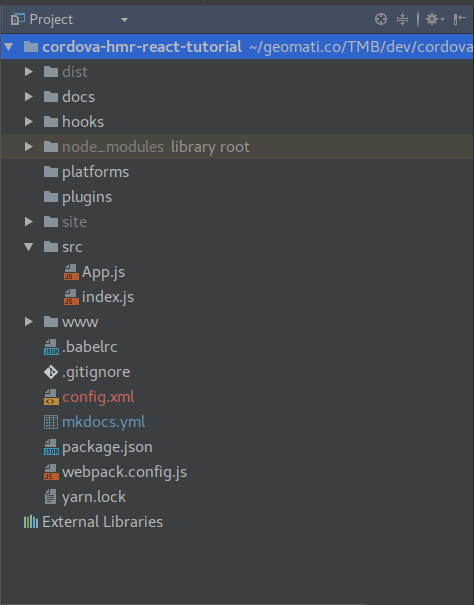 Project
cordova-hmr-react-tutorial ~/geomati.co/TMB/dev/cordova
dist
docs
hooks
node_modules library root
platforms
plugins
site
src
App.js
index.js
www
.babelrc
.gitignore
config.xml
mkdocs.yml
package.json
webpack.config.js
yarn.lock
External Libraries